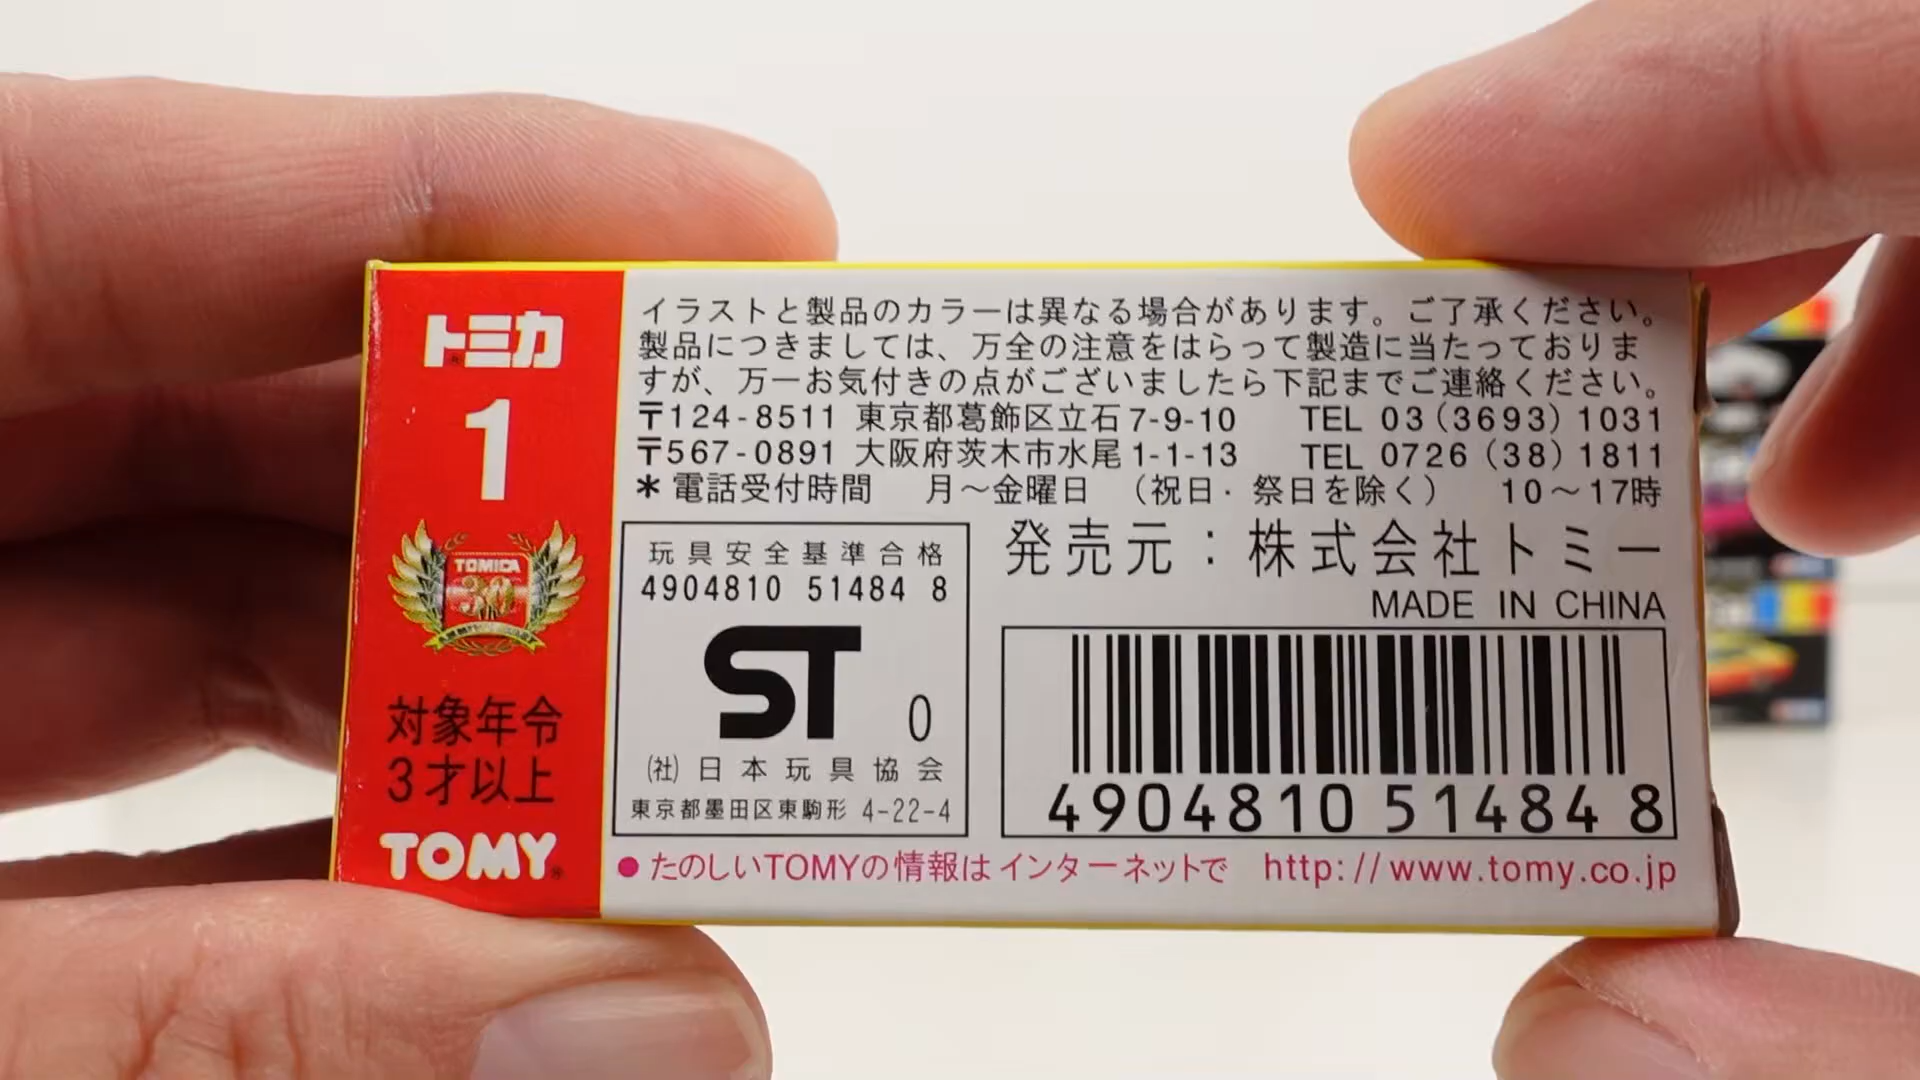 トミカ
1
TOMICA
30
対象年令
3才以上
TOMY
イラストと製品のカラーは異なる場合があります。ご了承ください。
製品につきましては、万全の注意をはらって製造に当たっておりま
すが、万一お気付きの点がございましたら下記までご連絡ください。
〒124-8511 東京都葛飾区立石7-9-10 TEL 03(3693)1031
〒567-0891 大阪府茨木市水尾1-1-13 TEL 0726(38)1811
*電話受付時間 月〜金曜日 (祝日・祭日を除く) 10〜17時
玩具安全基準合格
4904810 51484 8
ST 0
(社)日本玩具協会
東京都墨田区東駒形 4-22-4
発売元:株式会社トミー
MADE IN CHINA
4904810 514848
●たのしいTOMYの情報はインターネットで http://www.tomy.co.jp